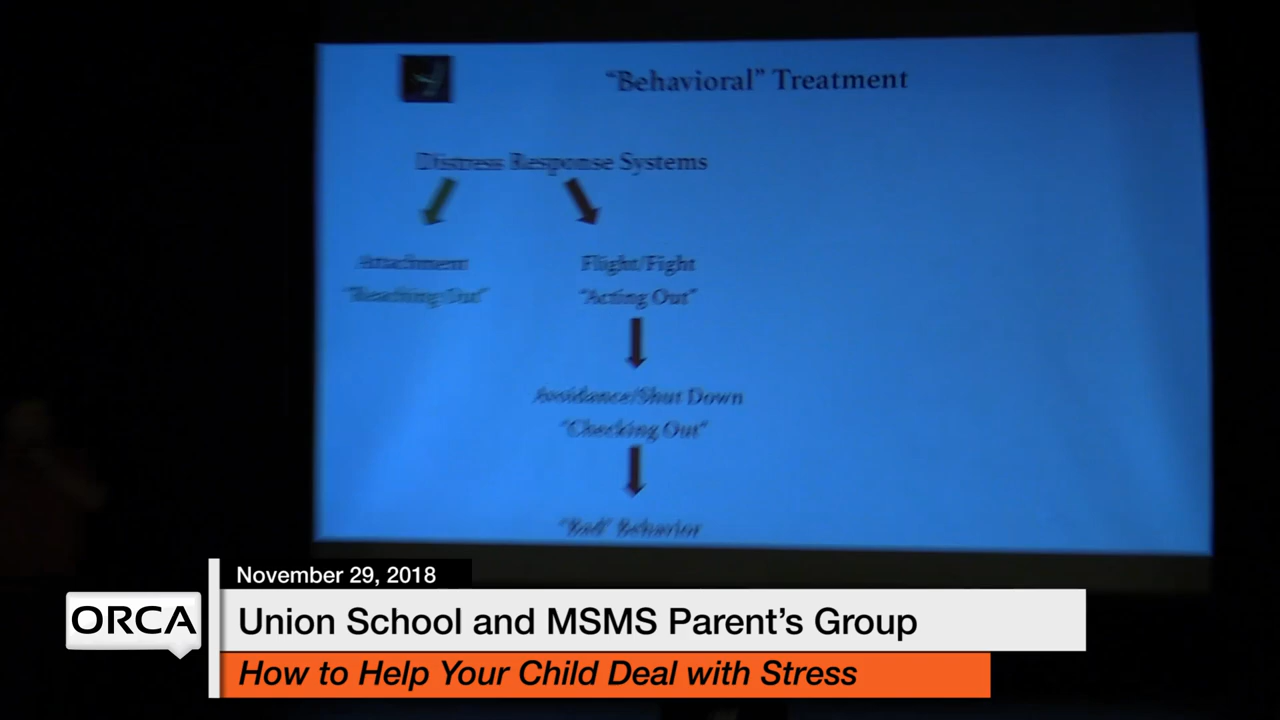 "Behavioral" Treatment
Distress Response Systems
Attachment
"Reaching Out"
Flight/Fight
"Acting Out"
Avoidance/Shut Down
"Checking Out"
"Bad" Behavior
November 29, 2018
ORCA
Union School and MSMS Parent's Group
How to Help Your Child Deal with Stress